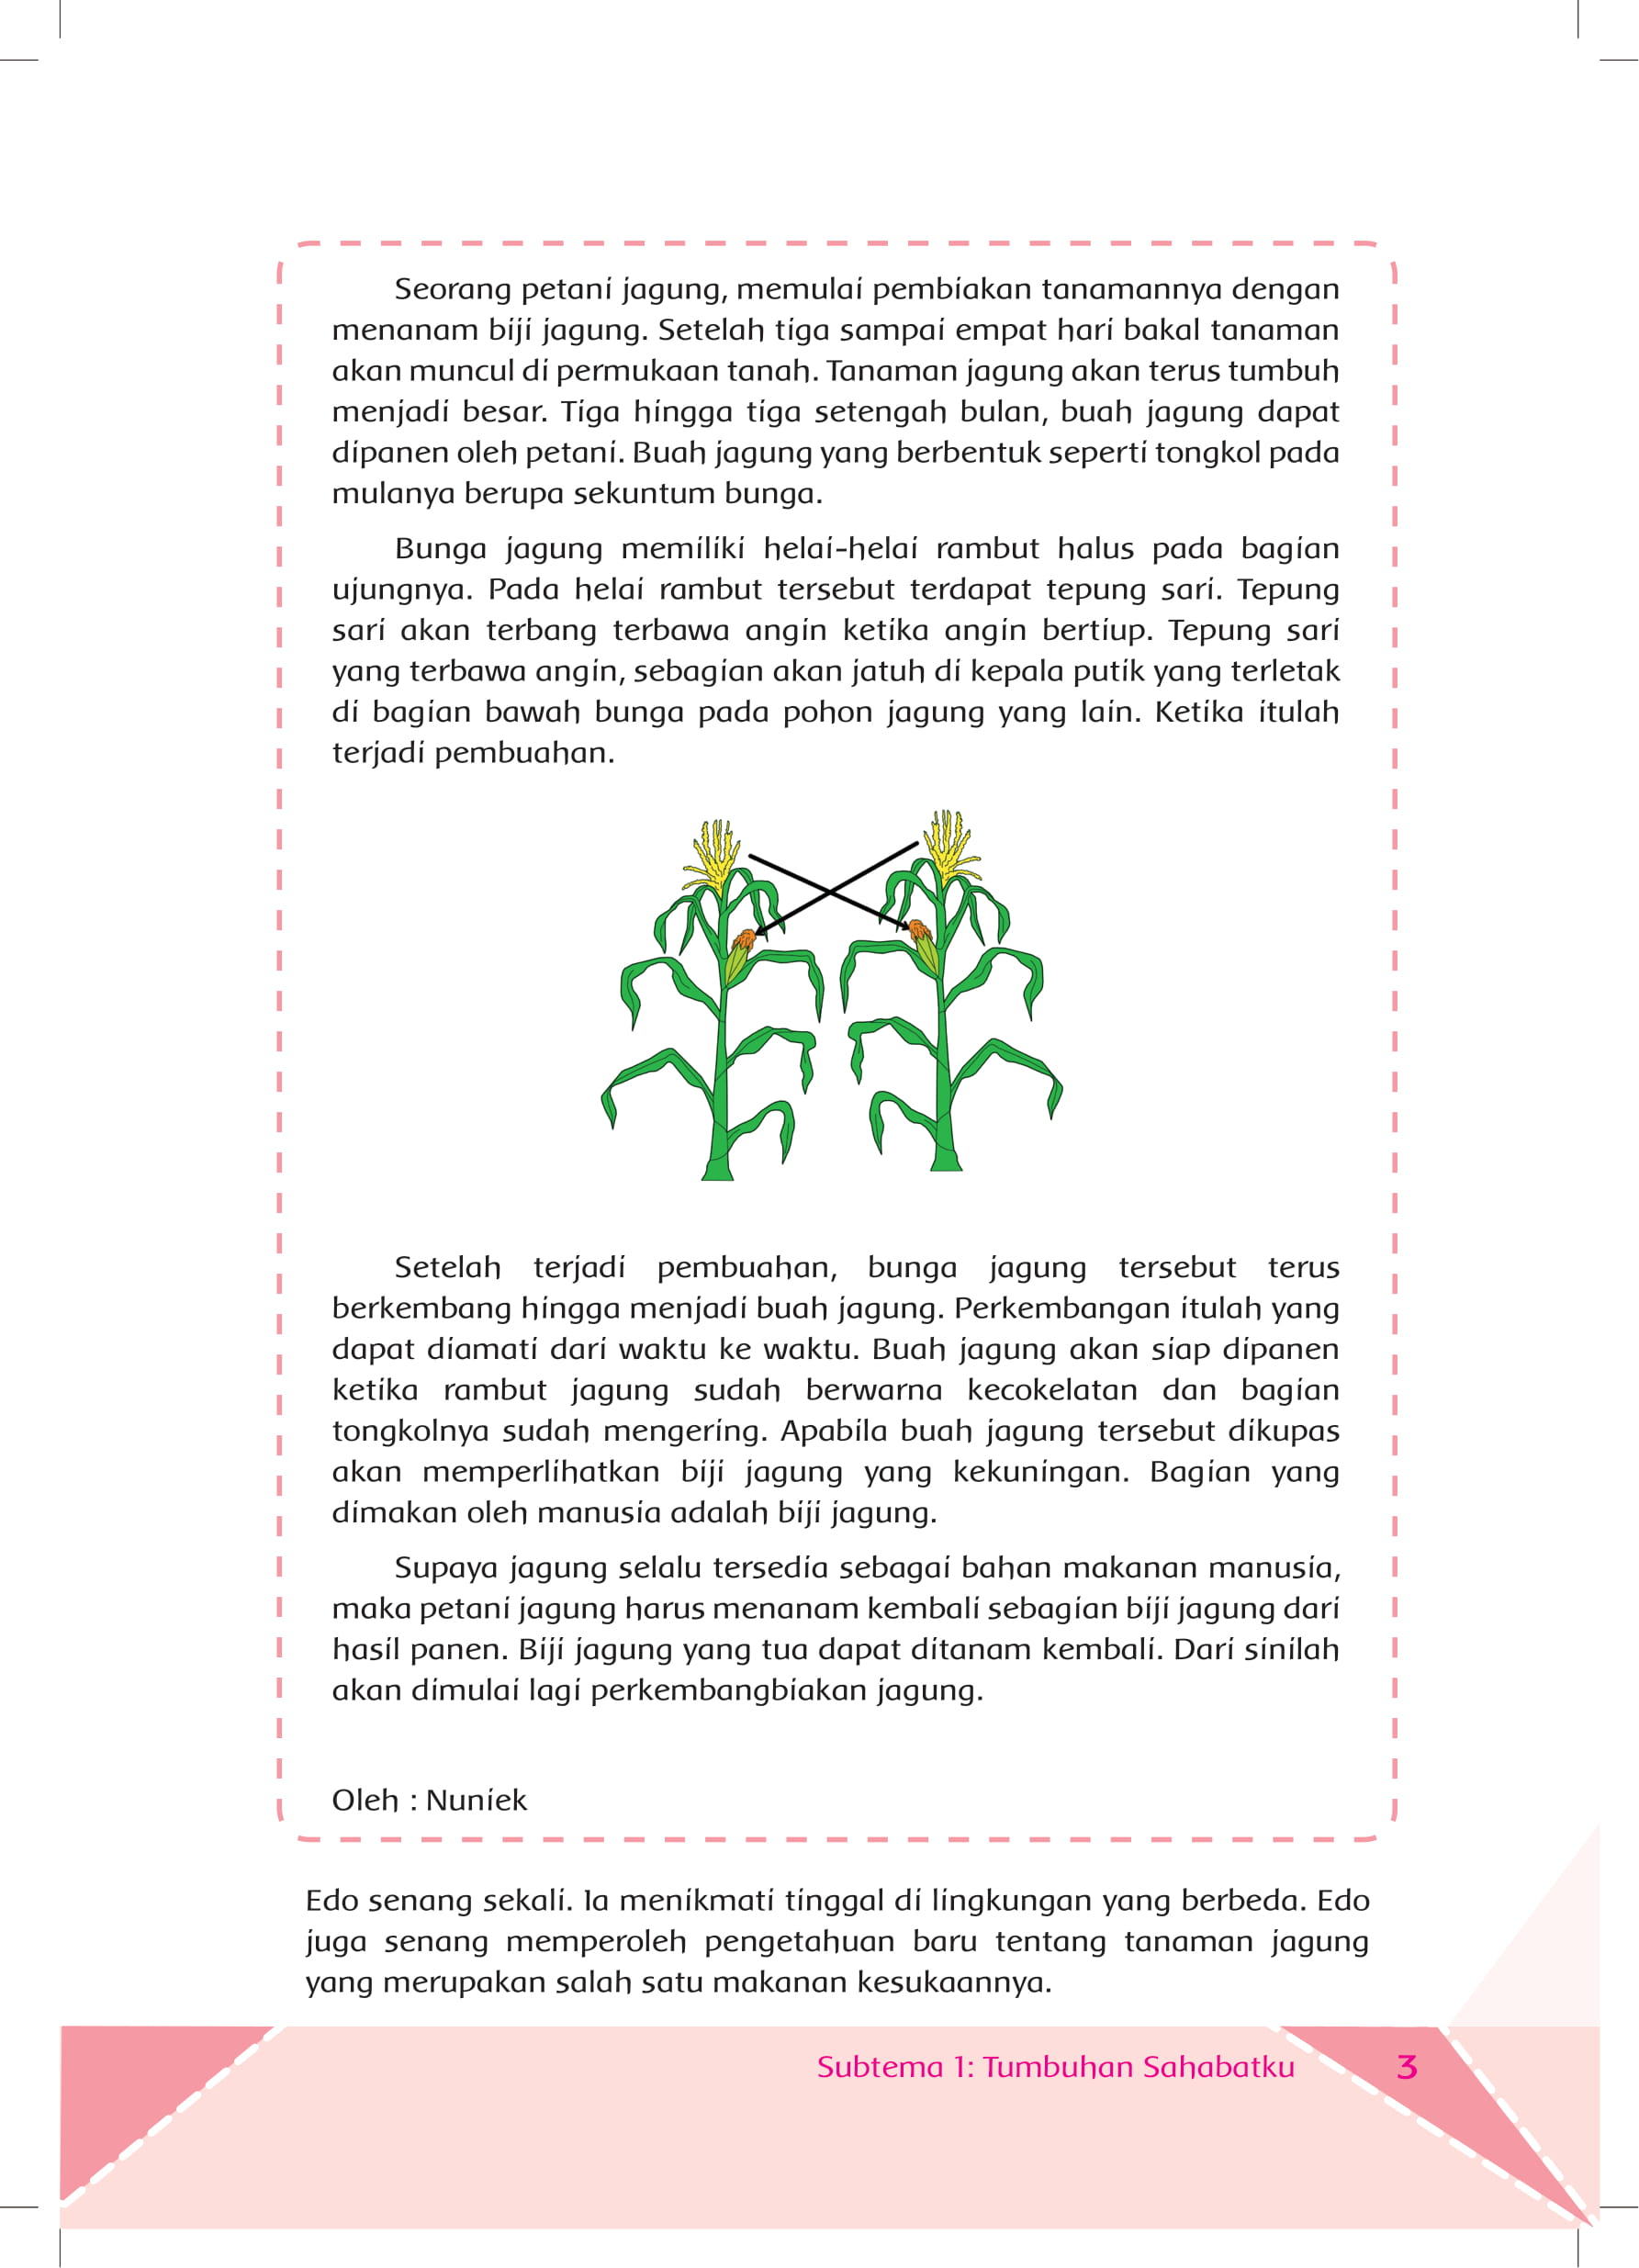 Seorang petani jagung, memulai pembiakan tanamannya dengan
menanam biji jagung. Setelah tiga sampai empat hari bakal tanaman
akan muncul di permukaan tanah. Tanaman jagung akan terus tumbuh
menjadi besar. Tiga hingga tiga setengah bulan, buah jagung dapat
dipanen oleh petani. Buah jagung yang berbentuk seperti tongkol pada
mulanya berupa sekuntum bunga.
Bunga jagung memiliki helai-helai rambut halus pada bagian
ujungnya. Pada helai rambut tersebut terdapat tepung sari. Tepung
sari akan terbang terbawa angin ketika angin bertiup. Tepung sari
yang terbawa angin, sebagian akan jatuh di kepala putik yang terletak
di bagian bawah bunga pada pohon jagung yang lain. Ketika itulah
terjadi pembuahan.
Setelah terjadi pembuahan, bunga jagung tersebut terus
berkembang hingga menjadi buah jagung. Perkembangan itulah yang
dapat diamati dari waktu ke waktu. Buah jagung akan siap dipanen
ketika rambut jagung sudah berwarna kecokelatan dan bagian
tongkolnya sudah mengering. Apabila buah jagung tersebut dikupas
akan memperlihatkan biji jagung yang kekuningan. Bagian yang
dimakan oleh manusia adalah biji jagung.
Supaya jagung selalu tersedia sebagai bahan makanan manusia,
maka petani jagung harus menanam kembali sebagian biji jagung dari
hasil panen. Biji jagung yang tua dapat ditanam kembali. Dari sinilah
akan dimulai lagi perkembangbiakan jagung.
Oleh : Nuniek
Edo senang sekali. Ia menikmati tinggal di lingkungan yang berbeda. Edo
juga senang memperoleh pengetahuan baru tentang tanaman jagung
yang merupakan salah satu makanan kesukaannya.
Subtema 1: Tumbuhan Sahabatku 3